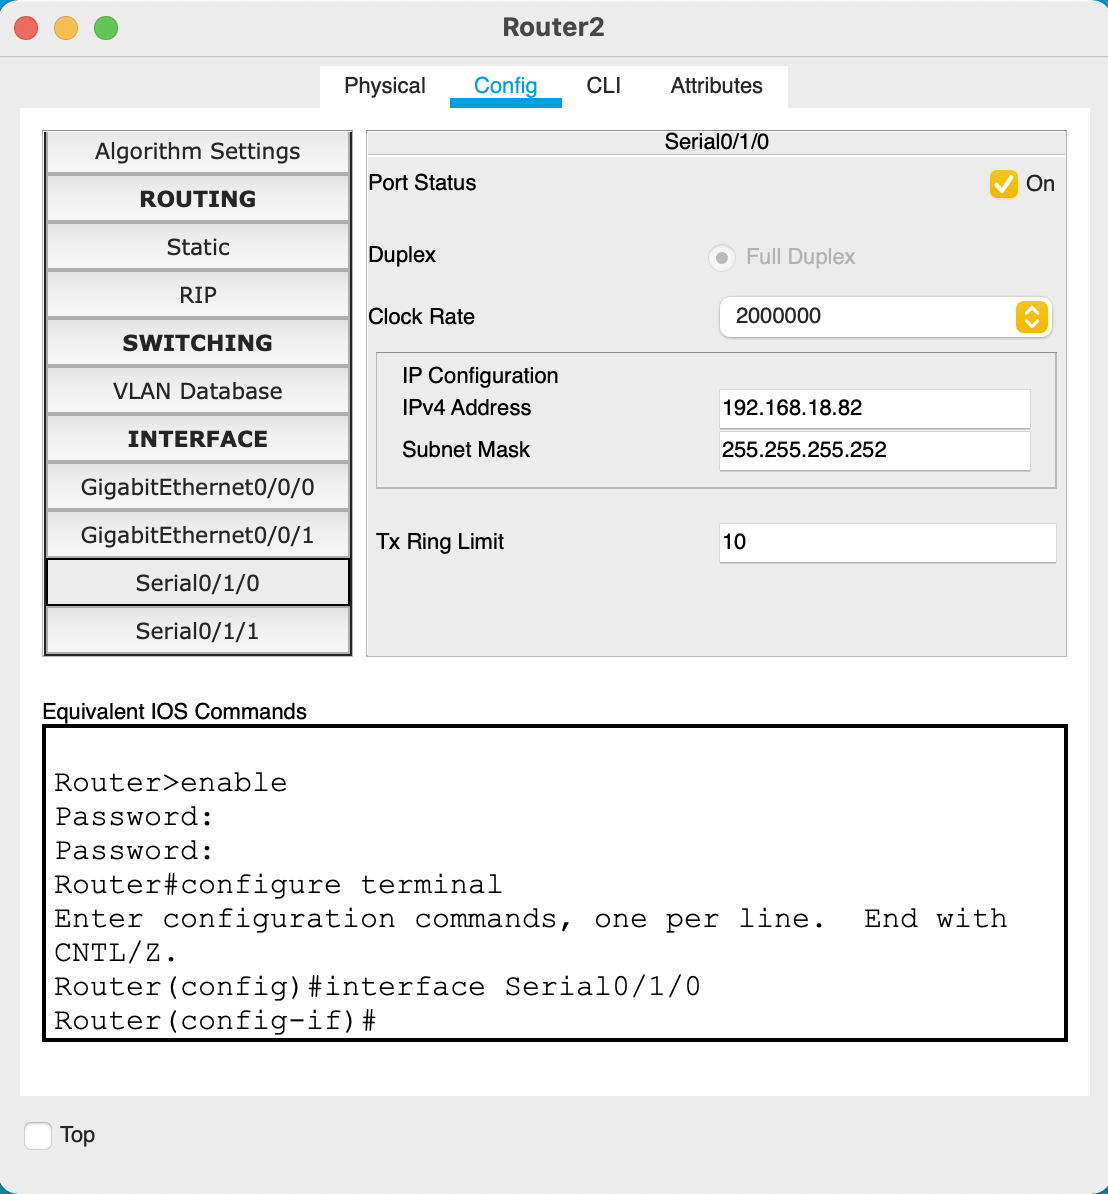 Router2
Physical Config CLI Attributes
Algorithm Settings
ROUTING
Static
RIP
SWITCHING
VLAN Database
INTERFACE
GigabitEthernet0/0/0
GigabitEthernet0/0/1
Serial0/1/0
Serial0/1/1
Serial0/1/0
Port Status On
Duplex Full Duplex
Clock Rate 2000000
IP Configuration
IPv4 Address 192.168.18.82
Subnet Mask 255.255.255.252
Tx Ring Limit 10
Equivalent IOS Commands
Router>enable
Password:
Password:
Router#configure terminal
Enter configuration commands, one per line.  End with
CNTL/Z.
Router(config)#interface Serial0/1/0
Router(config-if)#
Top